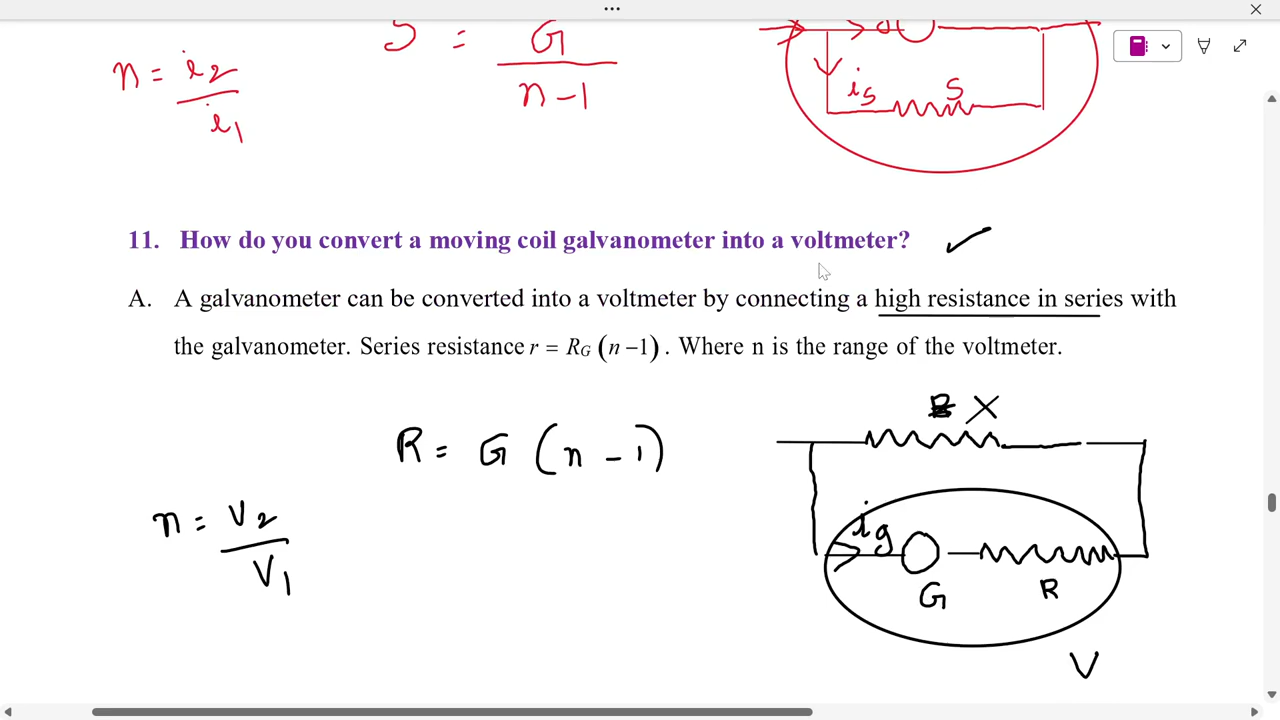 n = i2 / i1
S = G / n - 1
is S
11. How do you convert a moving coil galvanometer into a voltmeter?
A. A galvanometer can be converted into a voltmeter by connecting a high resistance in series with
the galvanometer. Series resistance r = RG (n −1) . Where n is the range of the voltmeter.
X
R = G (n - 1)
n = V2 / V1
ig
G R
V